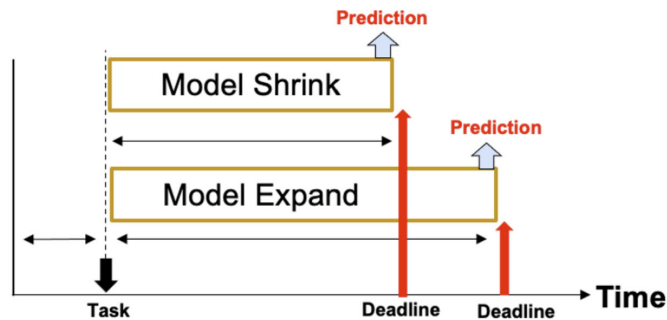 Prediction
Model Shrink
Prediction
Model Expand
Time
Task
Deadline
Deadline